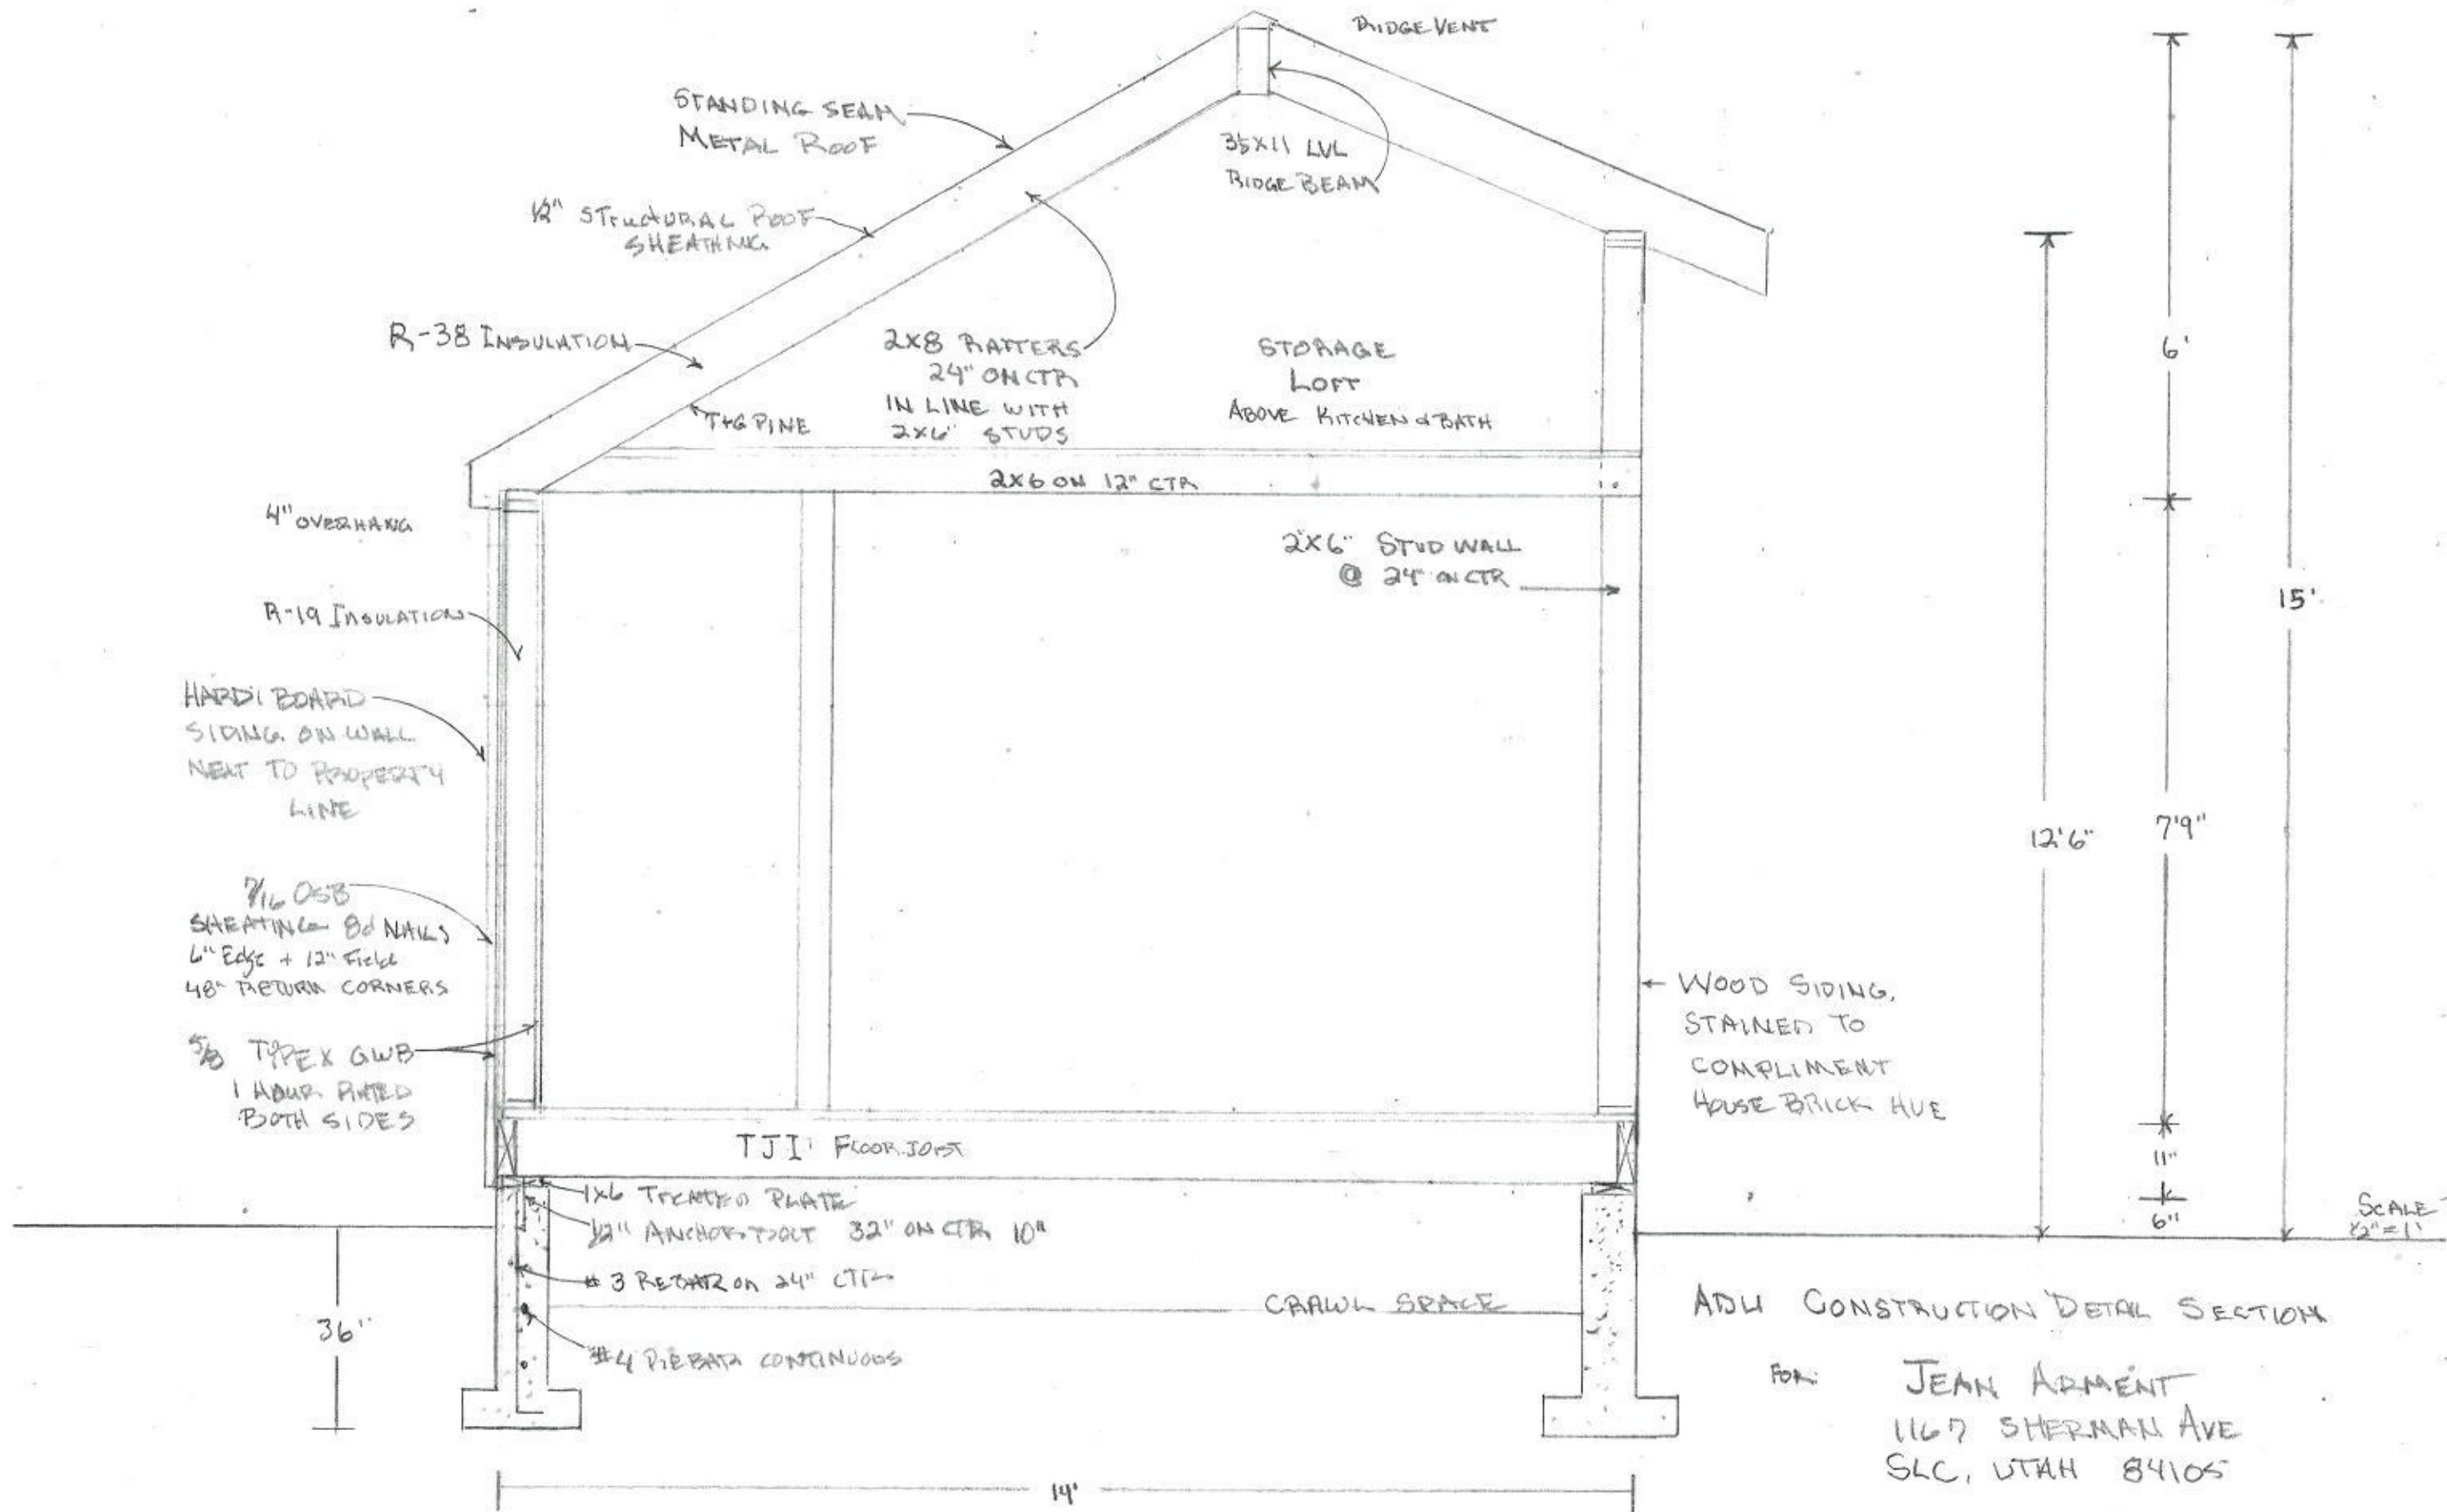 RIDGE VENT
STANDING SEAM
METAL ROOF
35X11 LVL
RIDGE BEAM
1/2" STRUCTURAL ROOF
SHEATHING
R-38 INSULATION
2X8 RAFTERS
24" ON CTR
IN LINE WITH
2X6" STUDS
STORAGE
LOFT
ABOVE KITCHEN & BATH
T+G PINE
2X6 ON 12" CTR
4" OVERHANG
2"X6" STUD WALL
@ 24" ON CTR
R-19 INSULATION
HARDI BOARD
SIDING ON WALL
NEXT TO PROPERTY
LINE
7/16 OSB
SHEATING 8d NAILS
6" Edge + 12" Field
48" RETURN CORNERS
5/8 TYPE X GWB
1 HOUR RATED
BOTH SIDES
WOOD SIDING,
STAINED TO
COMPLIMENT
HOUSE BRICK HUE
TJI FLOOR JOIST
1x6 TREATED PLATE
1/2" ANCHOR BOLT 32" ON CTR 10"
#3 REBAR on 24" CTR
CRAWL SPACE
#4 REBAR CONTINUOUS
36"
14'
6'
15'
12'6"
7'9"
11"
6"
SCALE
1/2"=1'
ADU CONSTRUCTION DETAIL SECTION
FOR: JEAN ARMENT
1167 SHERMAN AVE
SLC, UTAH 84105